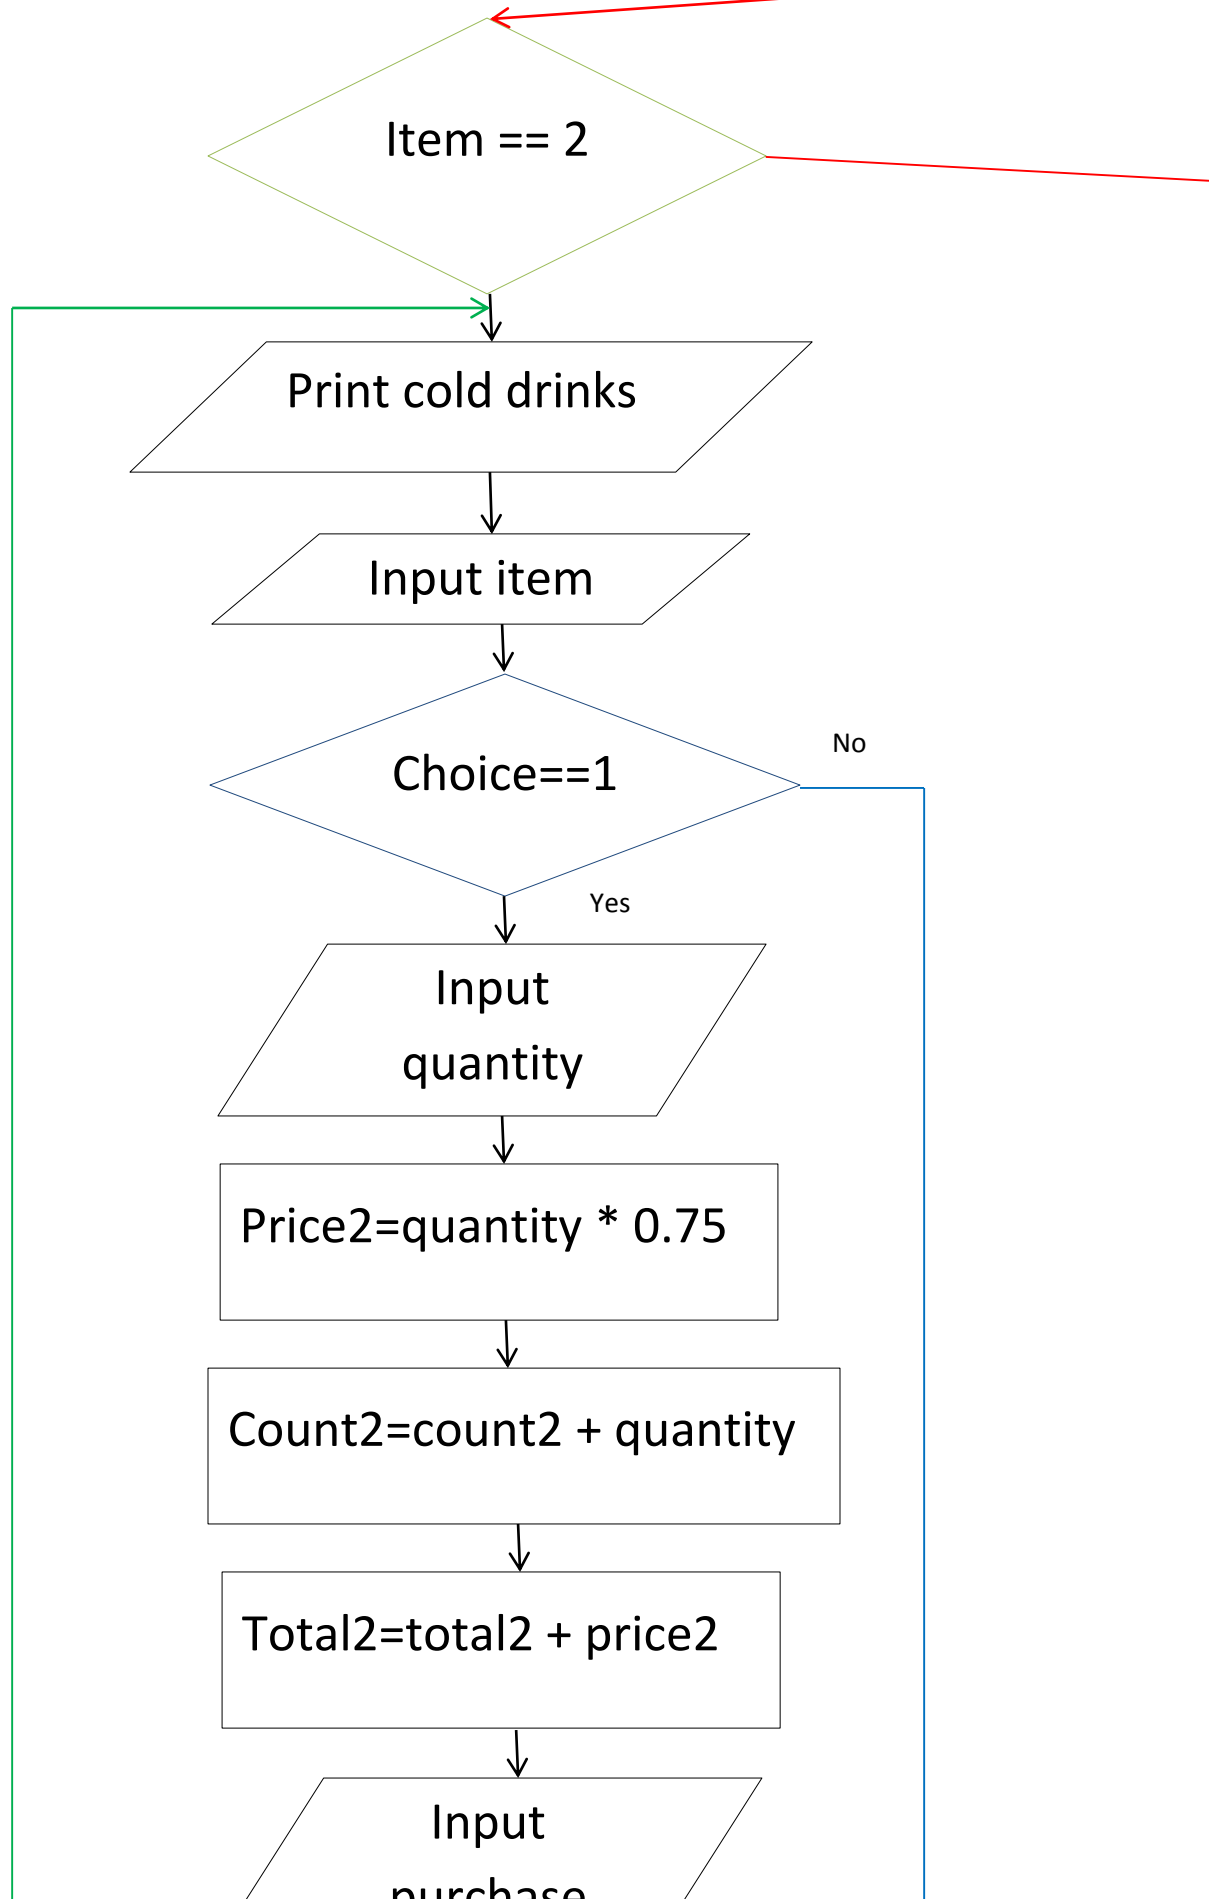 Item == 2
Print cold drinks
Input item
Choice==1
No
Yes
Input
quantity
Price2=quantity * 0.75
Count2=count2 + quantity
Total2=total2 + price2
Input
purchase